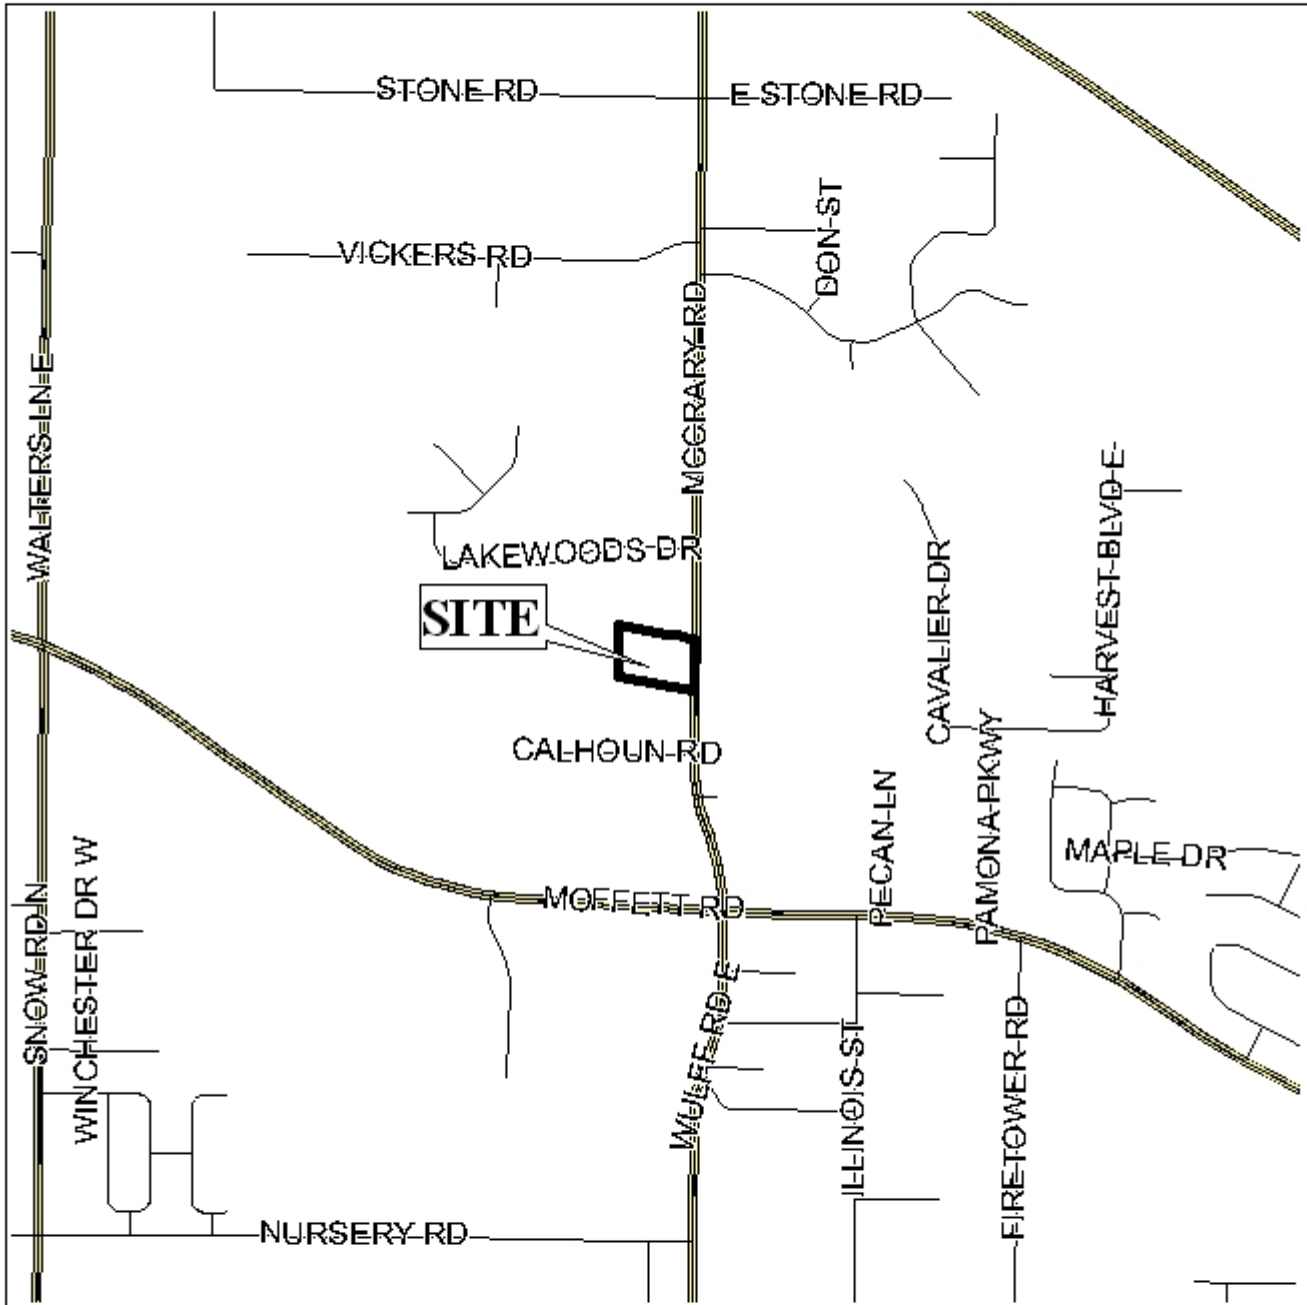 STONE RD
E STONE RD
DON ST
VICKERS RD
MCCRARY RD
WALTERS LN E
HARVEST BLVD E
LAKEWOODS DR
CAVALIER DR
SITE
CALHOUN RD
PAMONA PKWY
PECAN LN
MAPLE DR
WINCHESTER DR W
SNOW RD N
MOFFETT RD
WULFF RD E
ILLINOIS ST
FIRETOWER RD
NURSERY RD